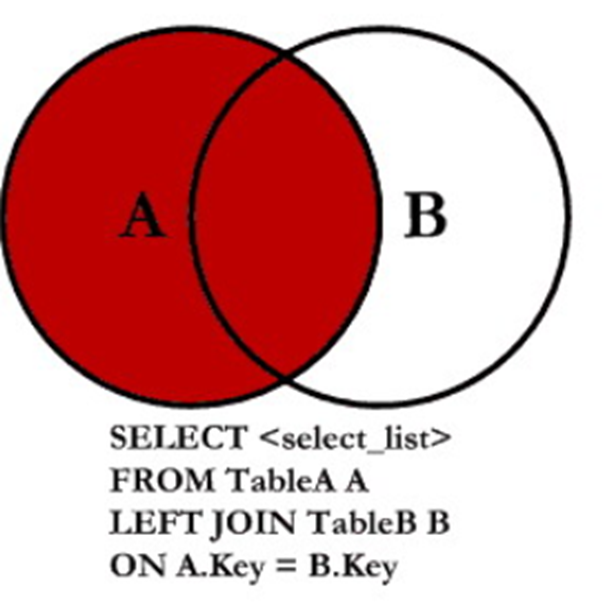 A B
SELECT <select_list>
FROM TableA A
LEFT JOIN TableB B
ON A.Key = B.Key